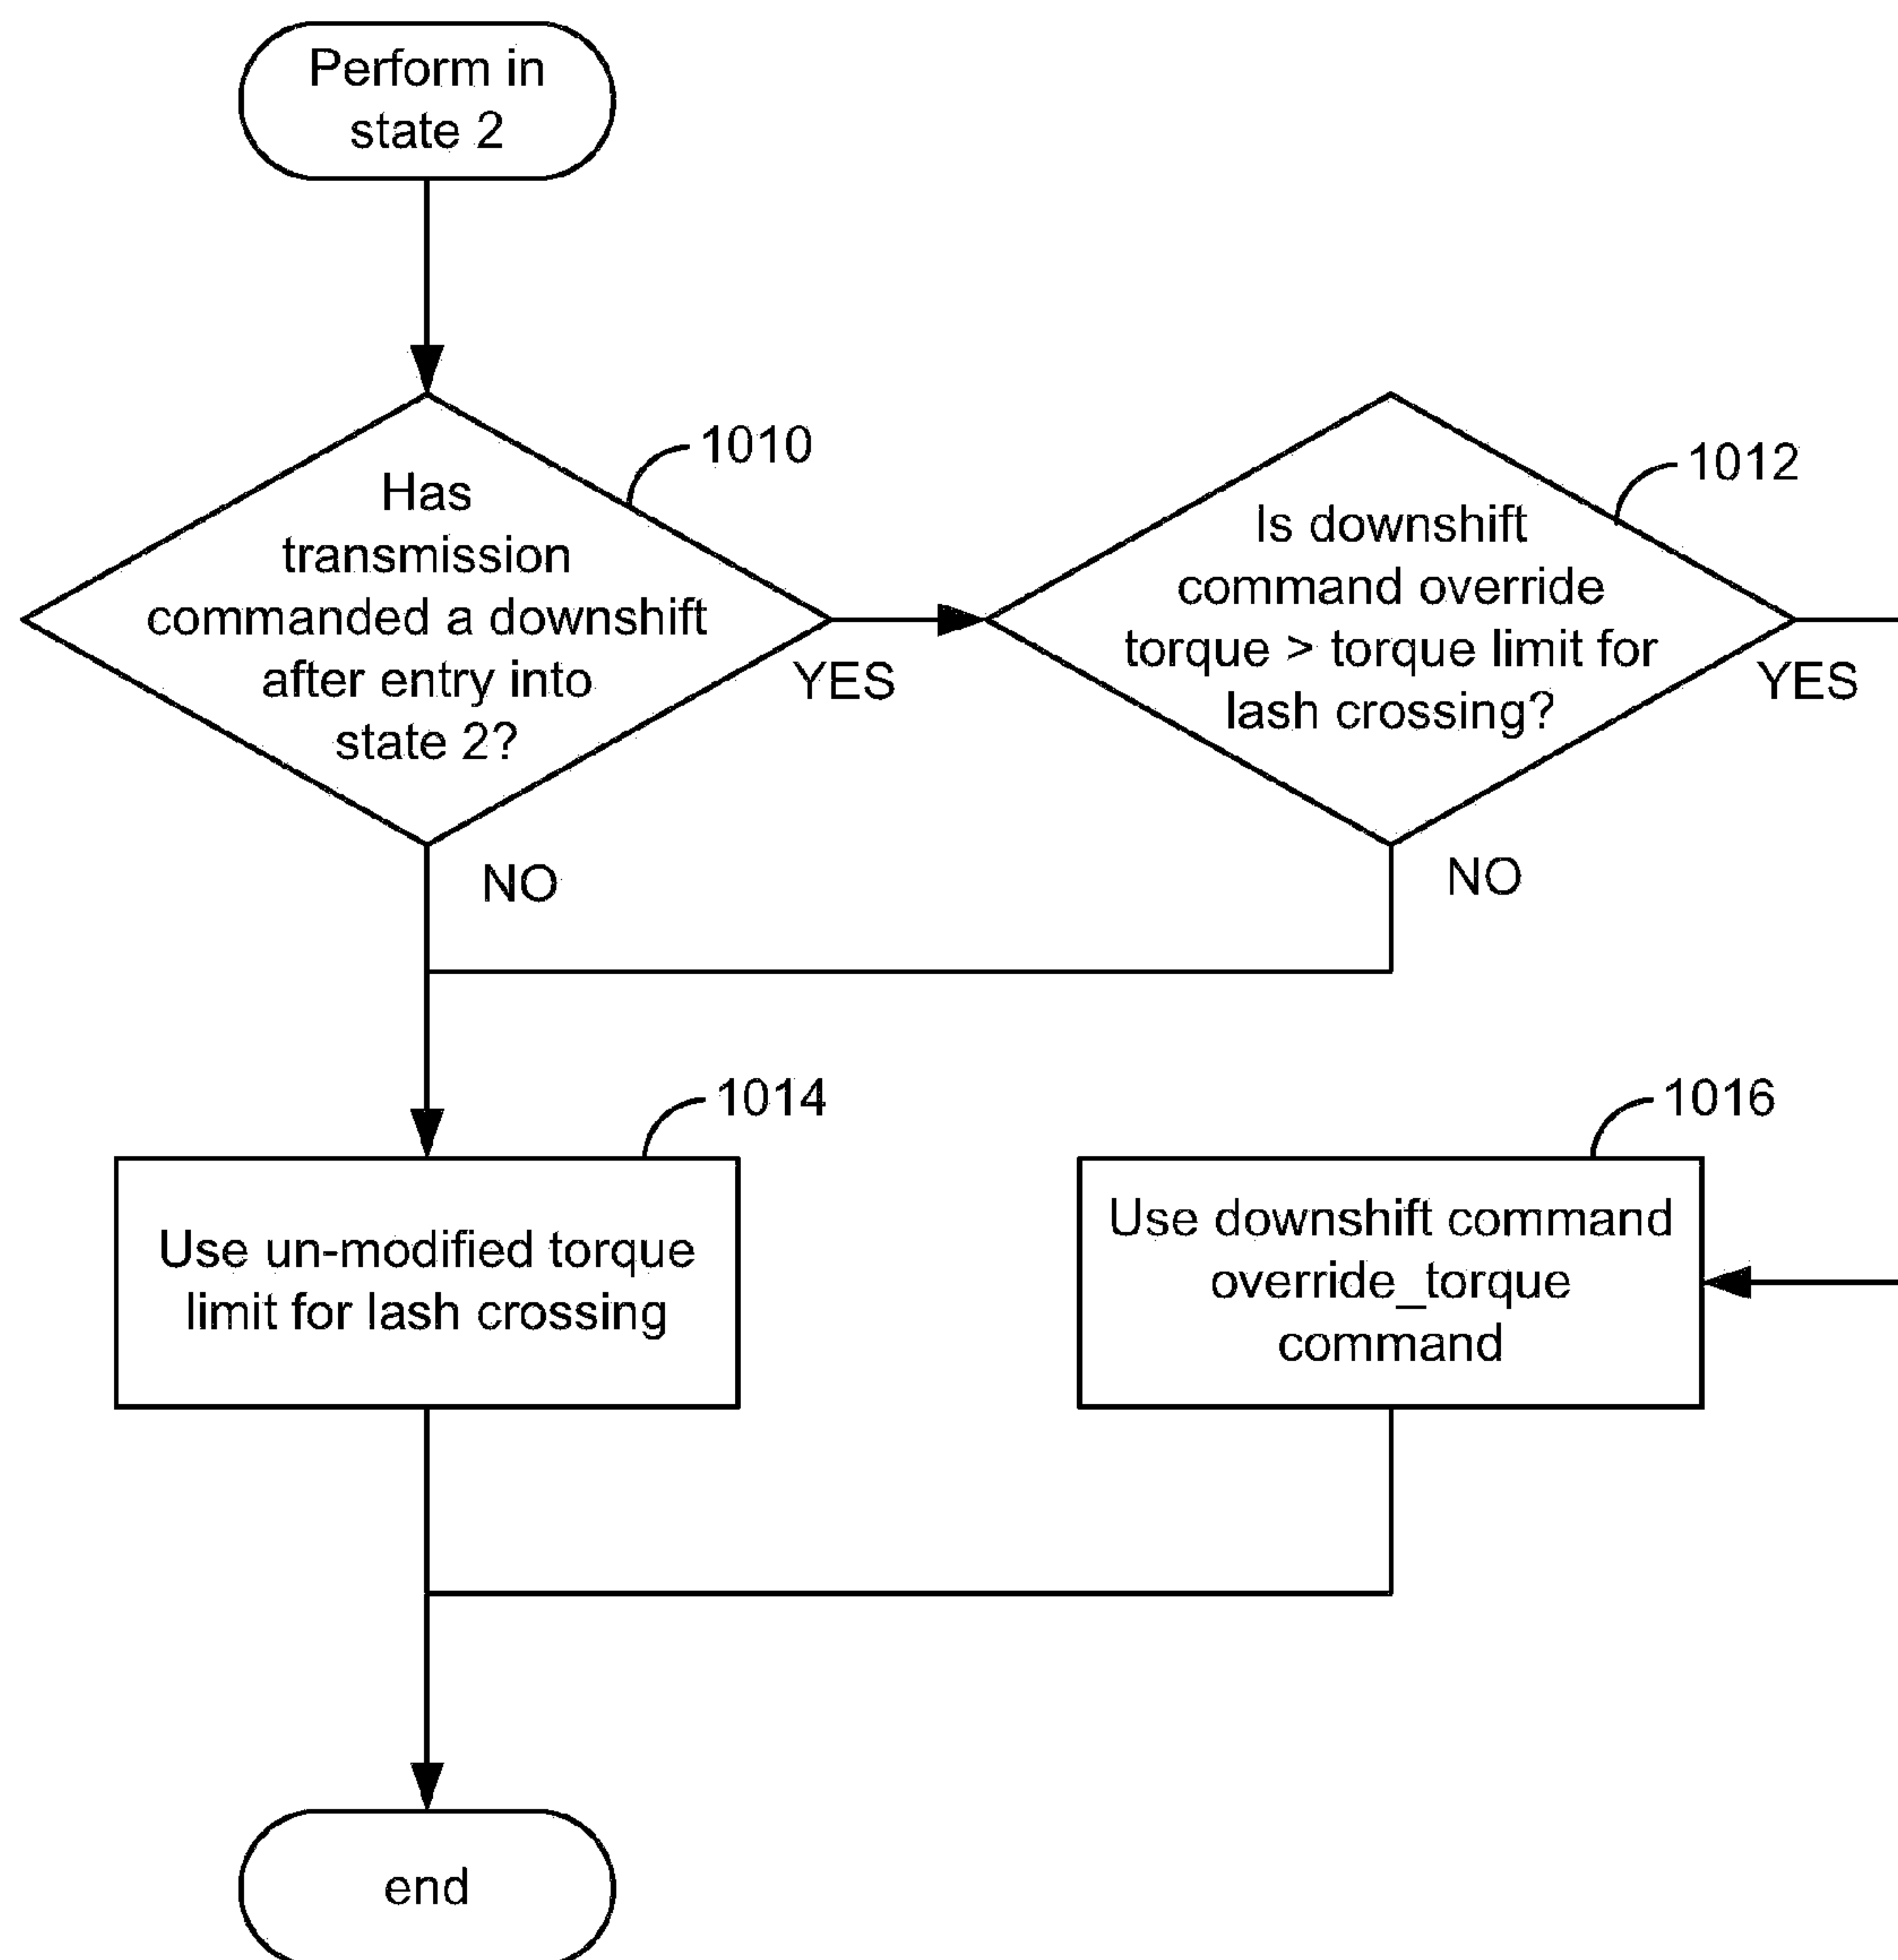 Perform in
state 2
1010
Has
transmission
commanded a downshift
after entry into
state 2?
YES
NO
1012
Is downshift
command override
torque > torque limit for
lash crossing?
YES
NO
1014
Use un-modified torque
limit for lash crossing
1016
Use downshift command
override_torque
command
end